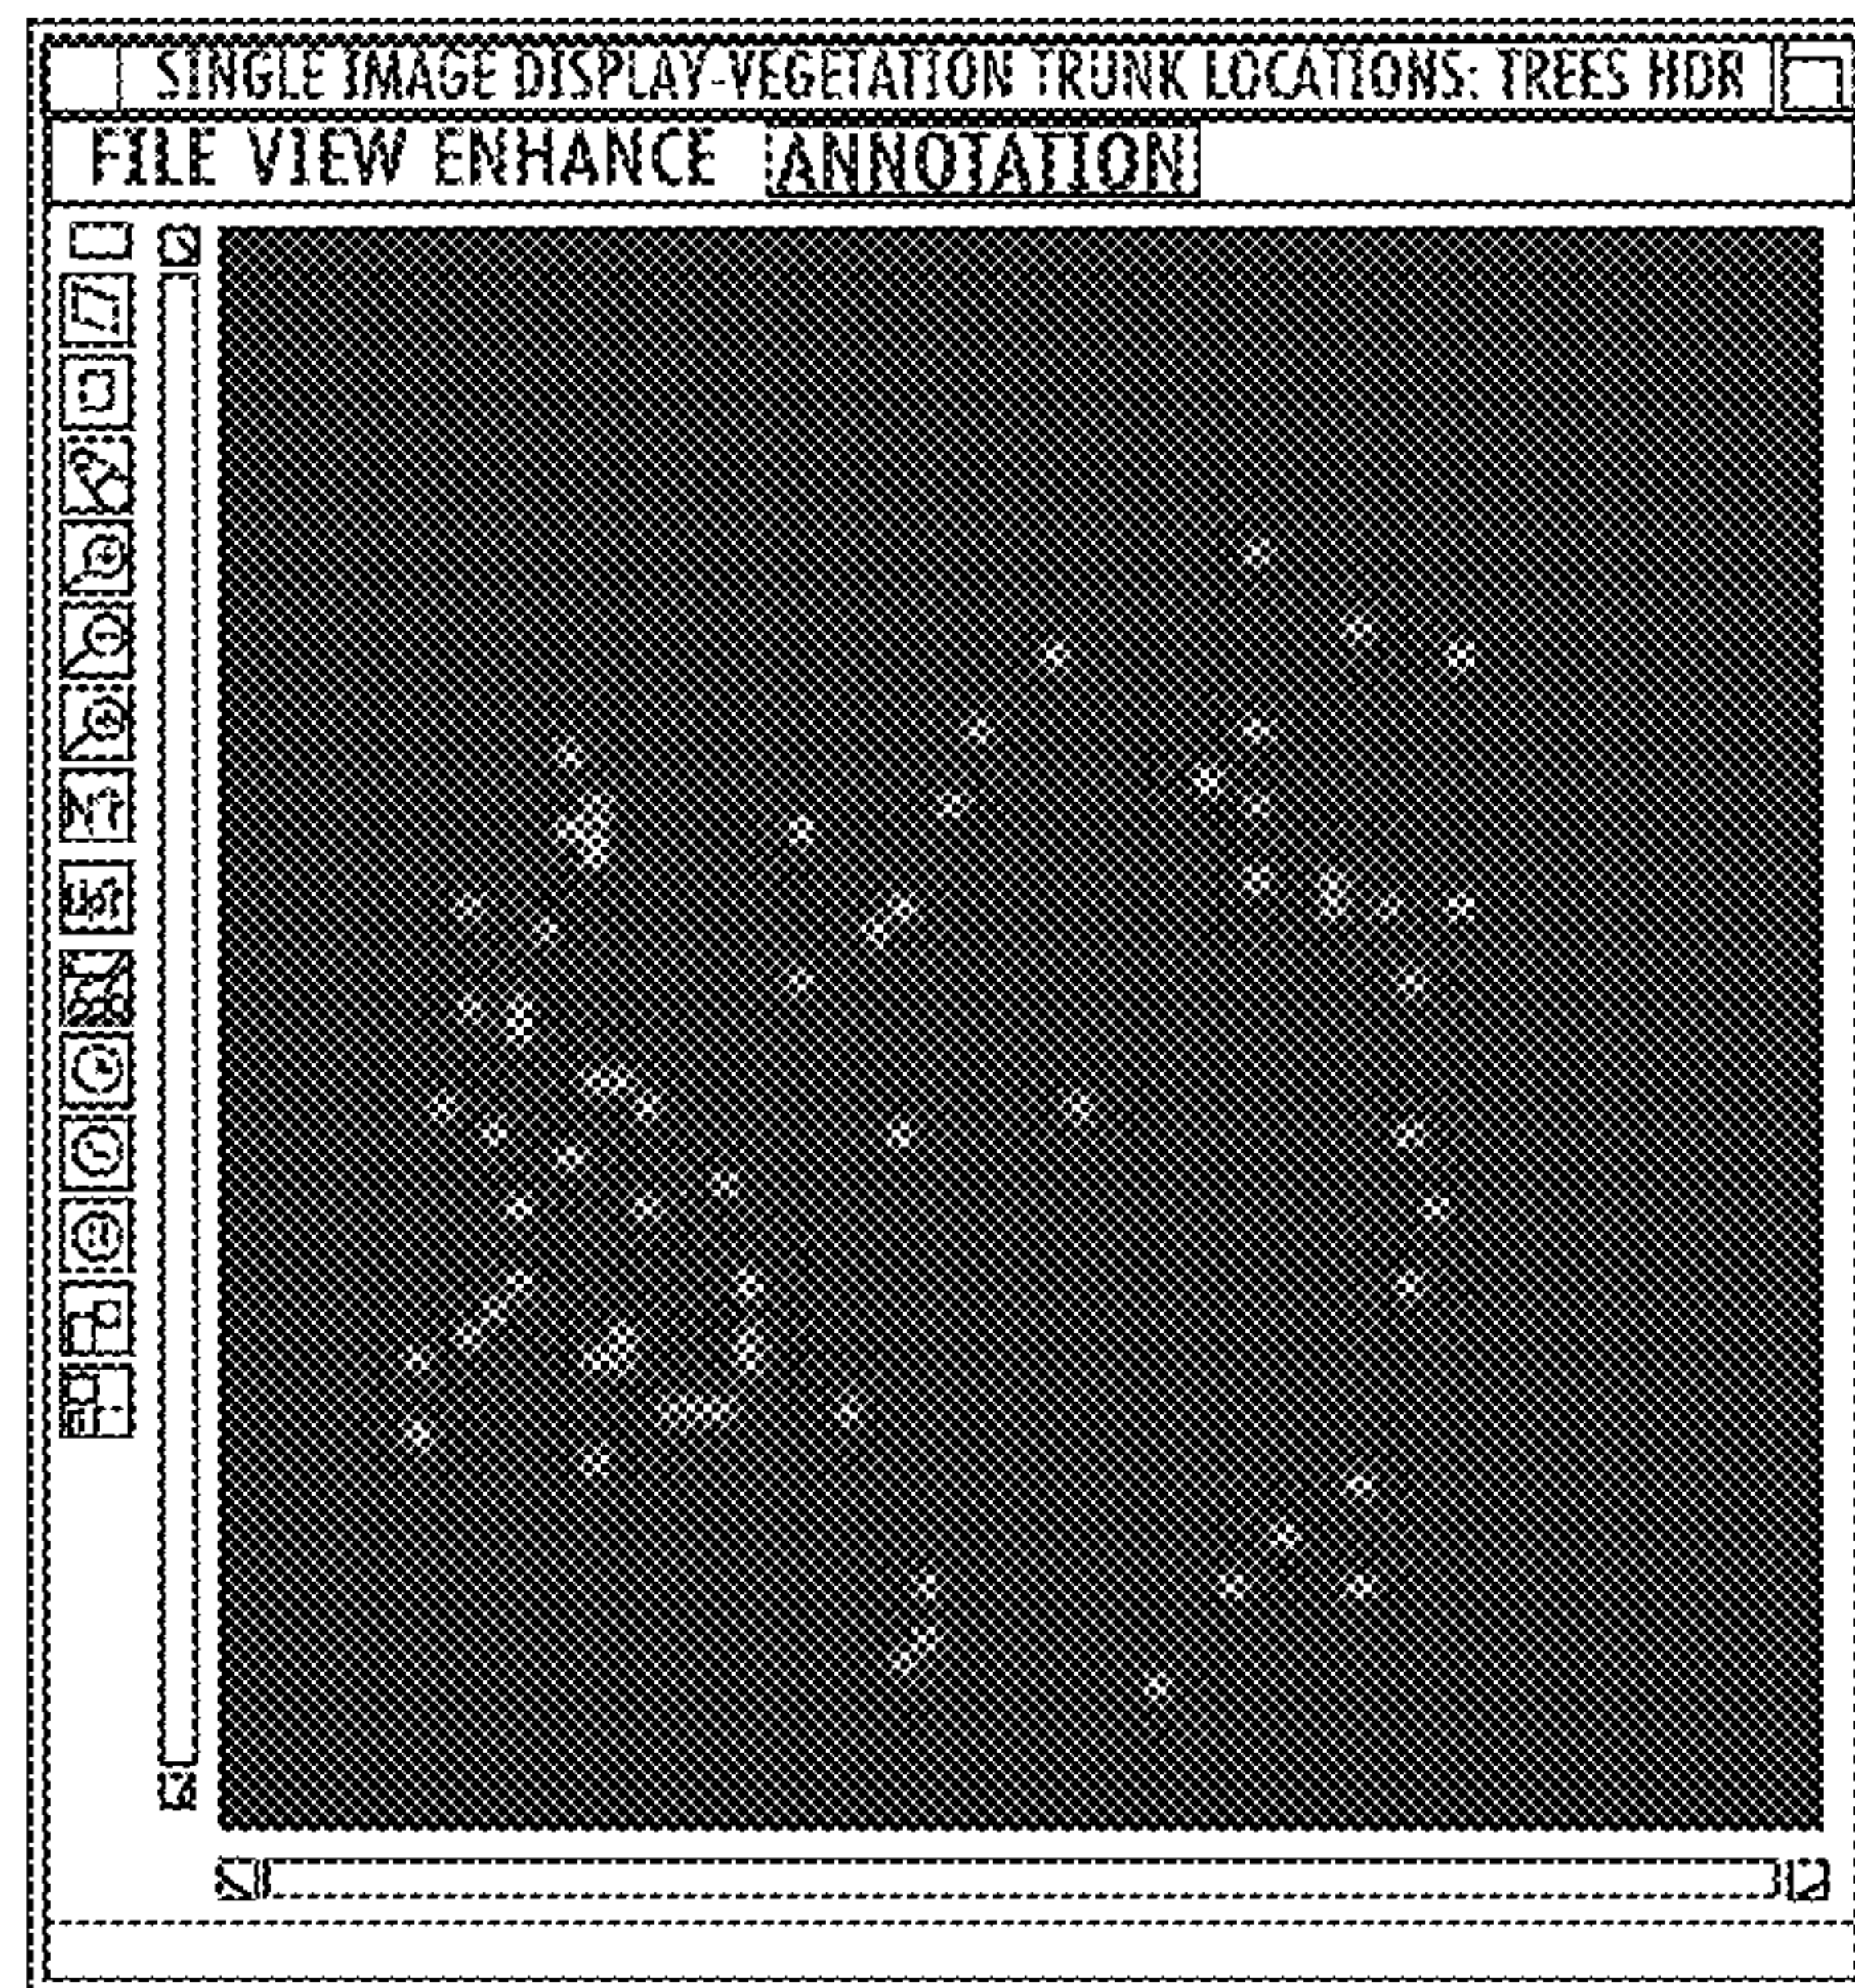 SINGLE IMAGE DISPLAY-VEGETATION TRUNK LOCATIONS: TREES HDR
FILE VIEW ENHANCE ANNOTATION